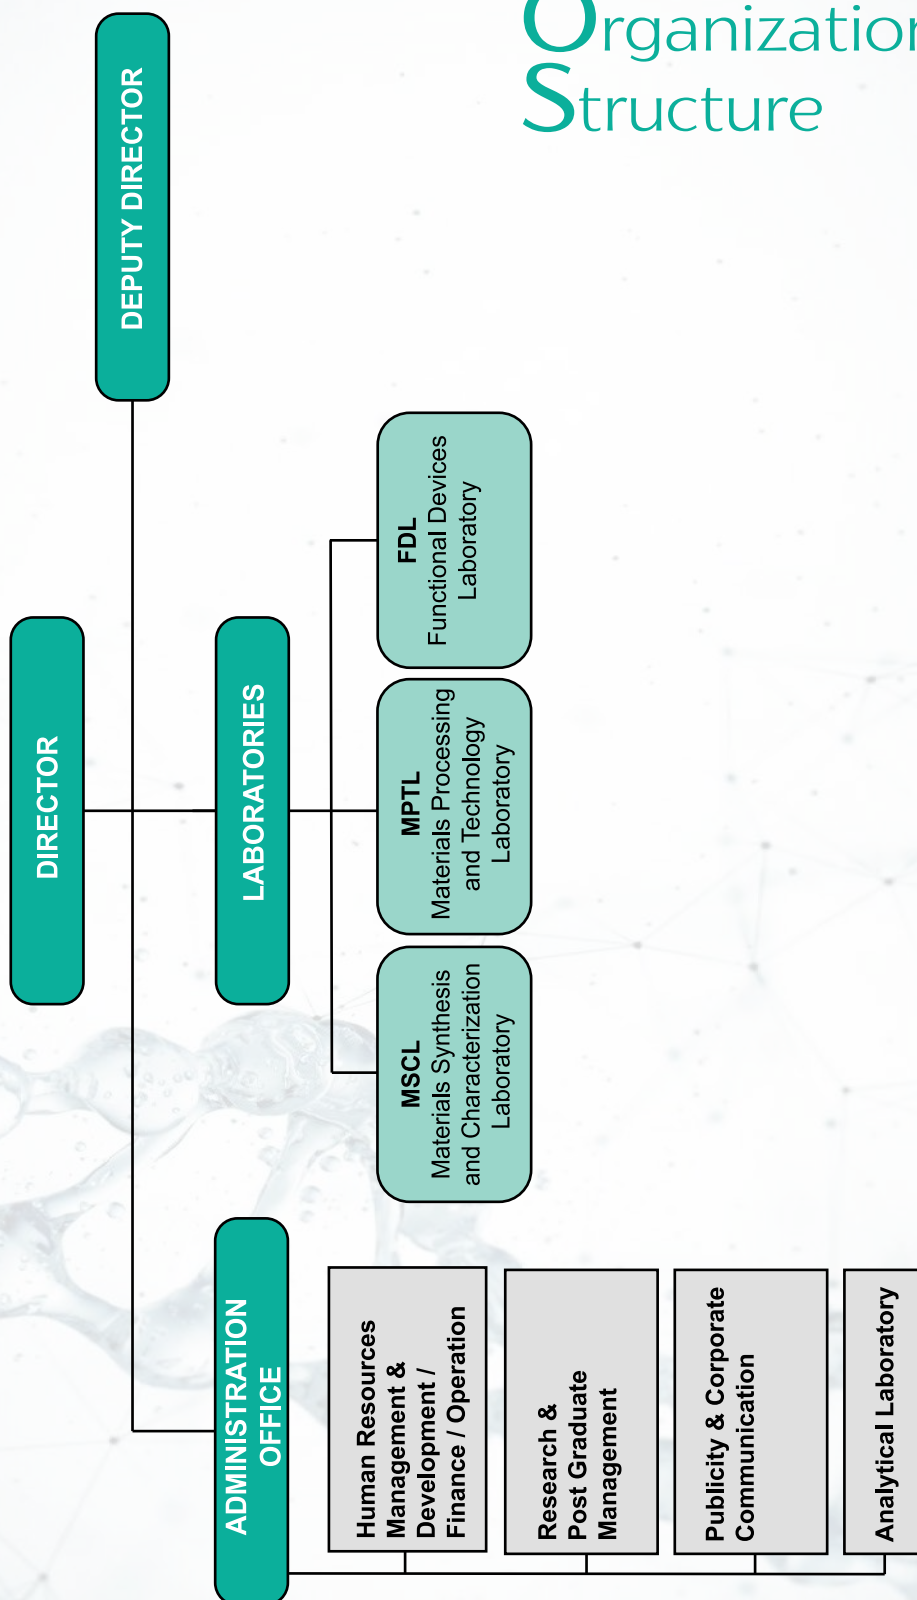 Organization
Structure
DIRECTOR
DEPUTY DIRECTOR
ADMINISTRATION
OFFICE
LABORATORIES
Human Resources
Management &
Development /
Finance / Operation
Research &
Post Graduate
Management
Publicity & Corporate
Communication
Analytical Laboratory
MSCL
Materials Synthesis
and Characterization
Laboratory
MPTL
Materials Processing
and Technology
Laboratory
FDL
Functional Devices
Laboratory